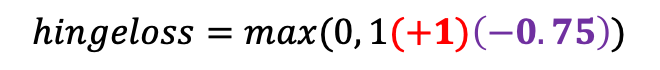 hingeloss = max(0, 1(+1)(−0.75))